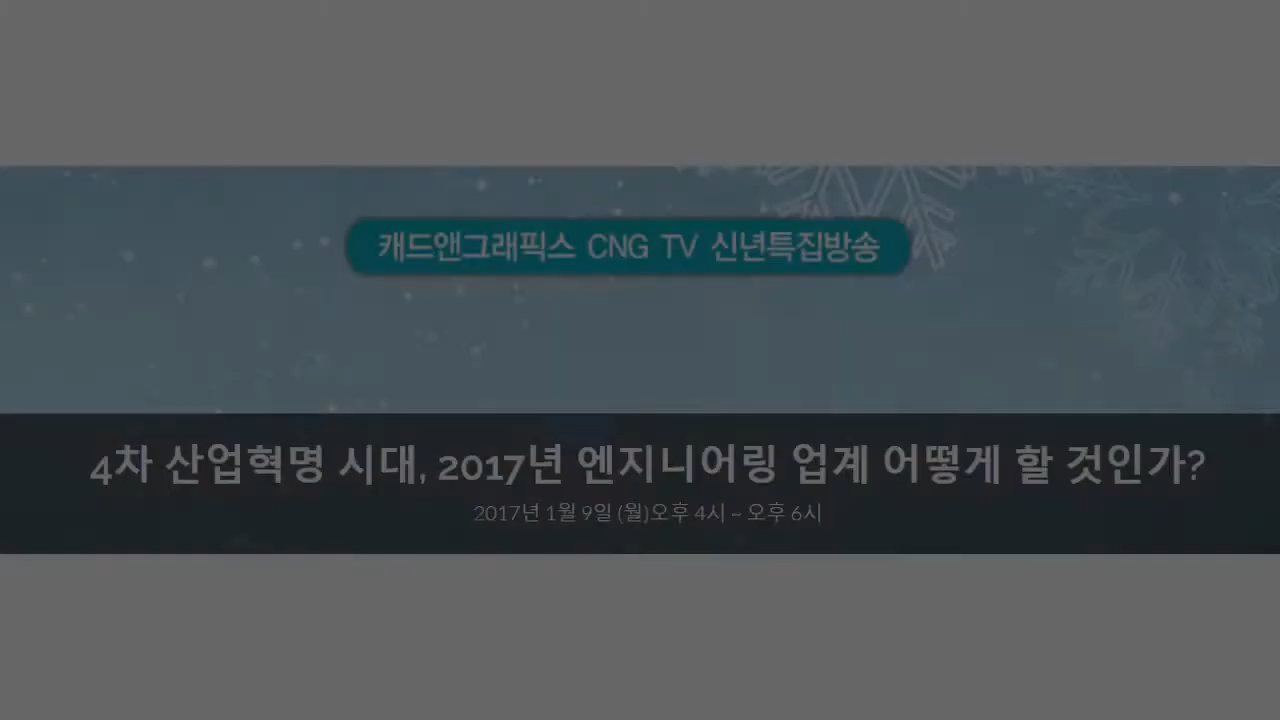 캐드앤그래픽스 CNG TV 신년특집방송
4차 산업혁명 시대, 2017년 엔지니어링 업계 어떻게 할 것인가?
2017년 1월 9일 (월)오후 4시 ~ 오후 6시